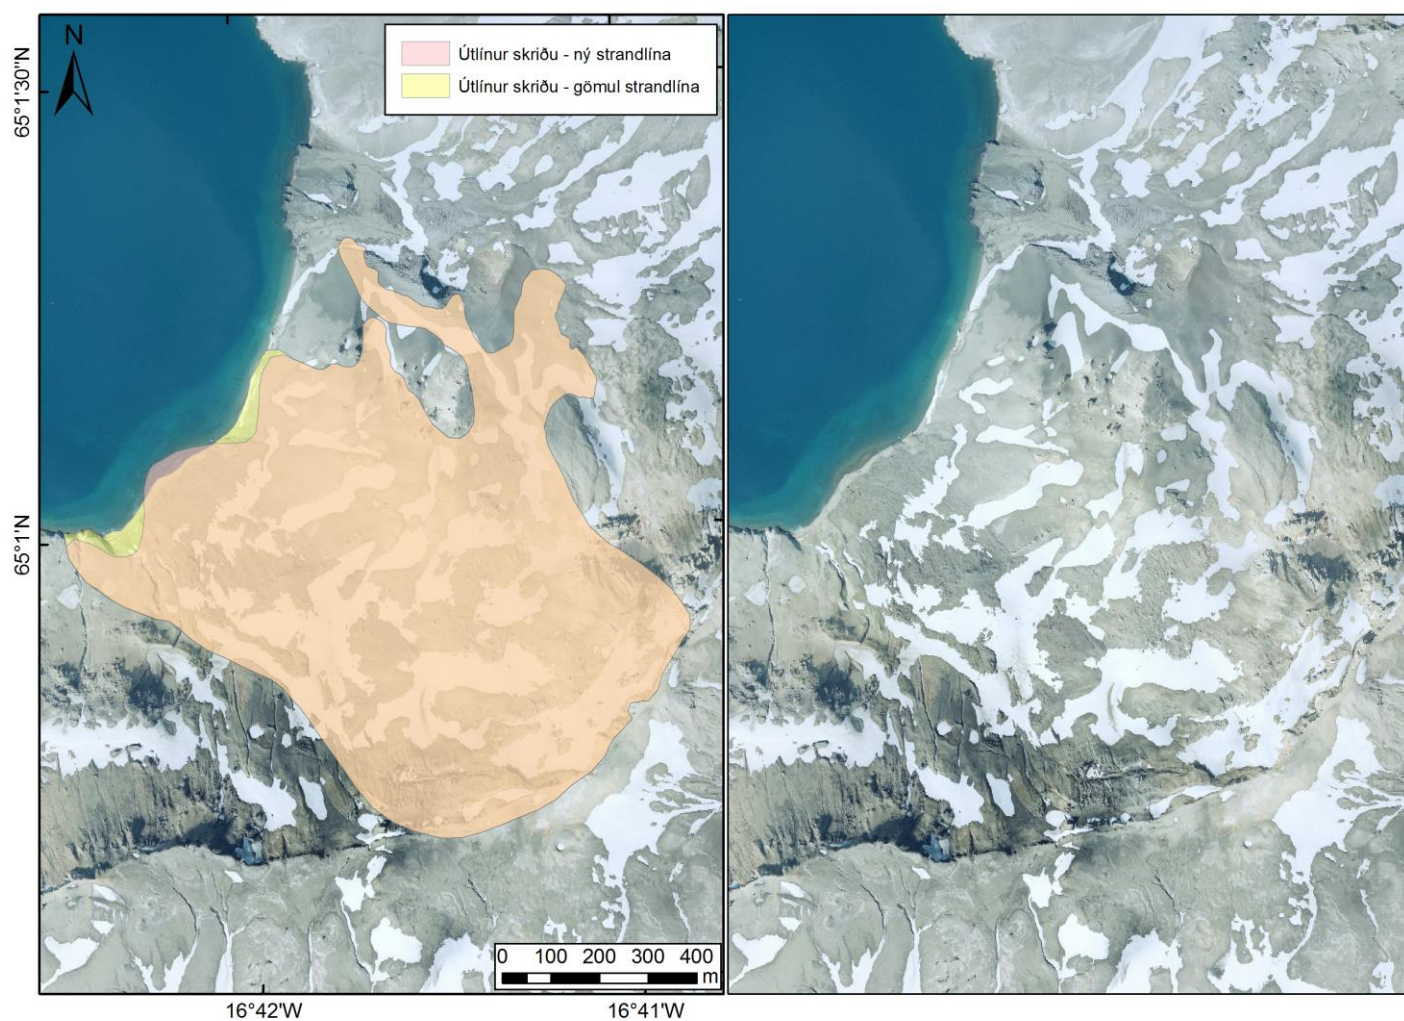 N
Útlínur skriðu - ný strandlína
Útlínur skriðu - gömul strandlína
65°1'30"N
65°1'N
0 100 200 300 400
m
16°42'W
16°41'W